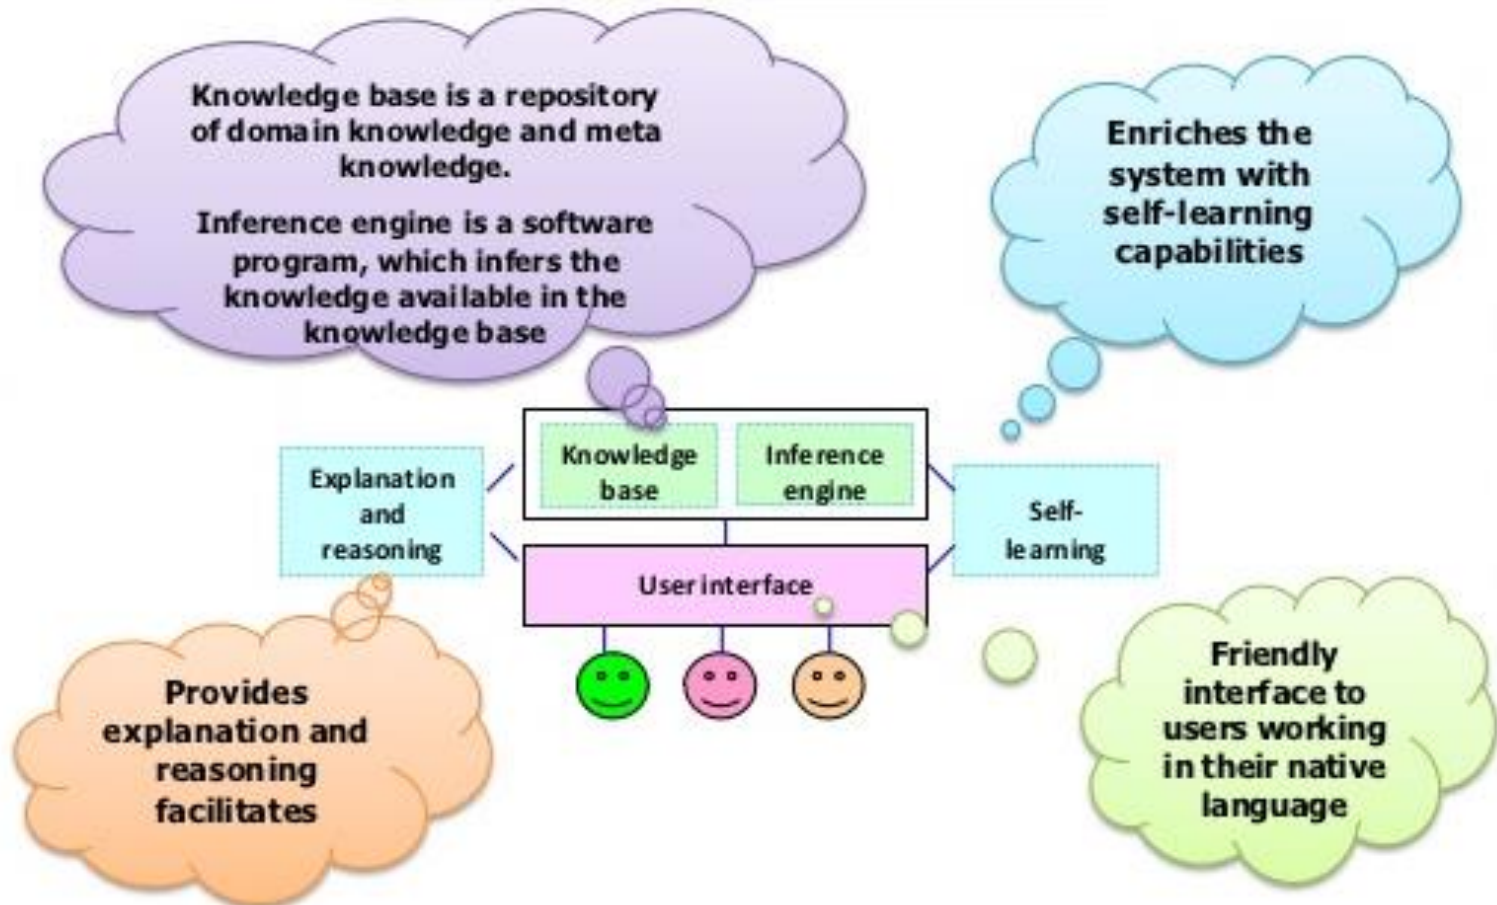 Knowledge base is a repository
of domain knowledge and meta
knowledge.
Inference engine is a software
program, which infers the
knowledge available in the
knowledge base
Enriches the
system with
self-learning
capabilities
Explanation
and
reasoning
Knowledge
base
Inference
engine
Self-
learning
User interface
Provides
explanation and
reasoning
facilitates
Friendly
interface to
users working
in their native
language